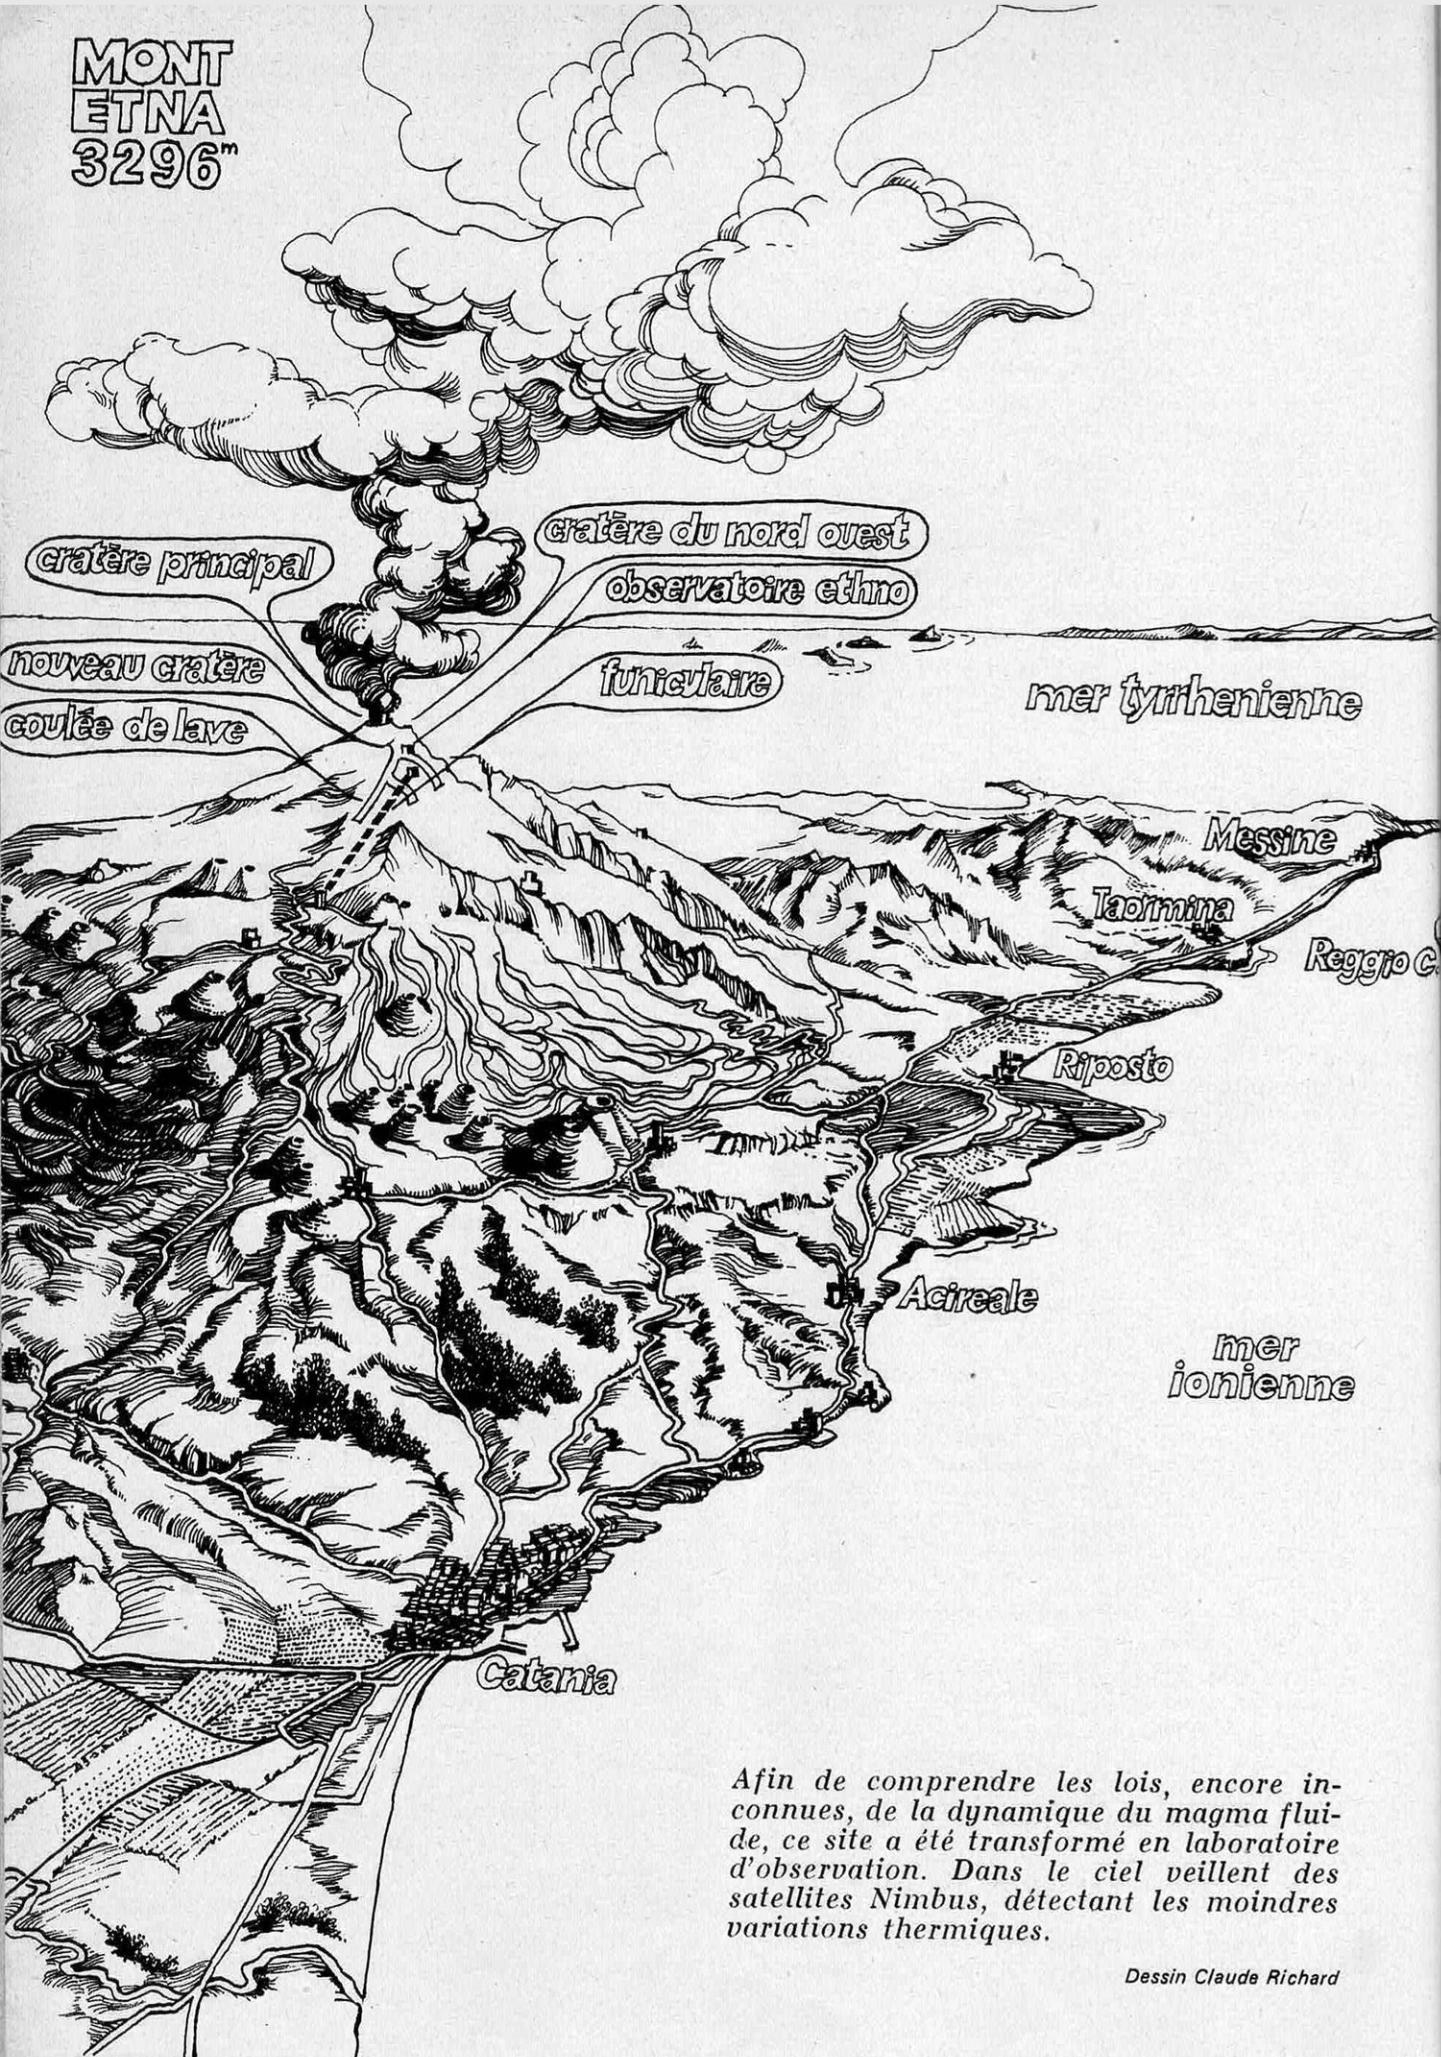 MONT
ETNA
3296m
cratère principal
cratère du nord ouest
observatoire ethno
nouveau cratère
funiculaire
coulée de lave
mer tyrrhenienne
Messine
Taormina
Reggio C.
Riposto
Acireale
mer
ionienne
Catania
Afin de comprendre les lois, encore in-
connues, de la dynamique du magma flui-
de, ce site a été transformé en laboratoire
d'observation. Dans le ciel veillent des
satellites Nimbus, détectant les moindres
variations thermiques.
Dessin Claude Richard